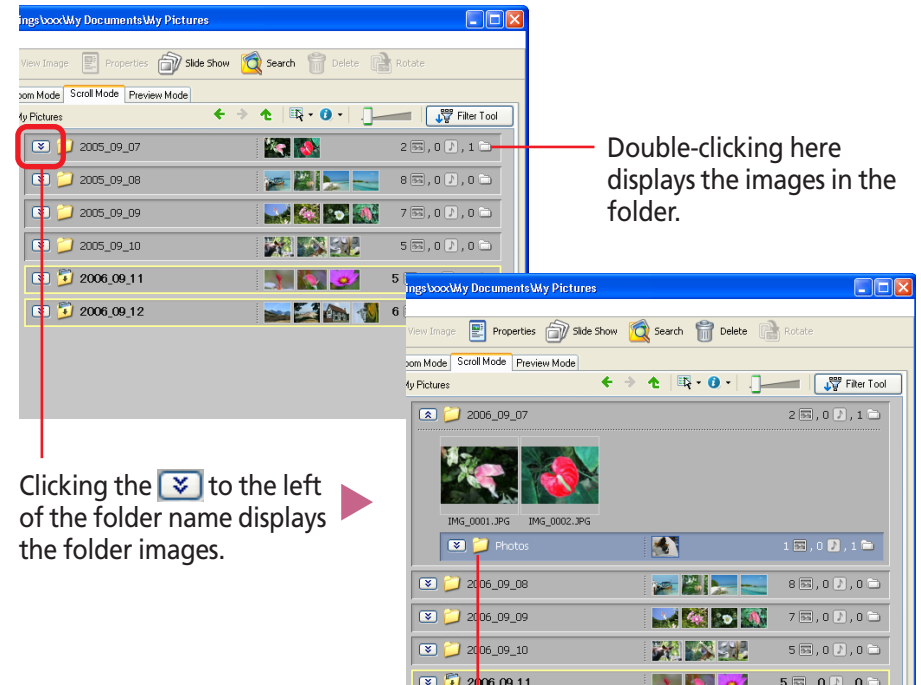 ings\xxx\My Documents\My Pictures
View Image Properties Slide Show Search Delete Rotate
oom Mode Scroll Mode Preview Mode
My Pictures Filter Tool
2005_09_07 2 , 0 , 1
2005_09_08 8 , 0 , 0
2005_09_09 7 , 0 , 0
2005_09_10 5 , 0 , 0
2006_09_11 5
2006_09_12 6
Double-clicking here
displays the images in the
folder.
Clicking the to the left
of the folder name displays
the folder images.
ings\xxx\My Documents\My Pictures
View Image Properties Slide Show Search Delete Rotate
oom Mode Scroll Mode Preview Mode
My Pictures Filter Tool
2006_09_07 2 , 0 , 1
IMG_0001.JPG IMG_0002.JPG
Photos 1 , 0 , 1
2006_09_08 8 , 0 , 0
2006_09_09 7 , 0 , 0
2006_09_10 5 , 0 , 0
2006_09_11 5 , 0 , 0